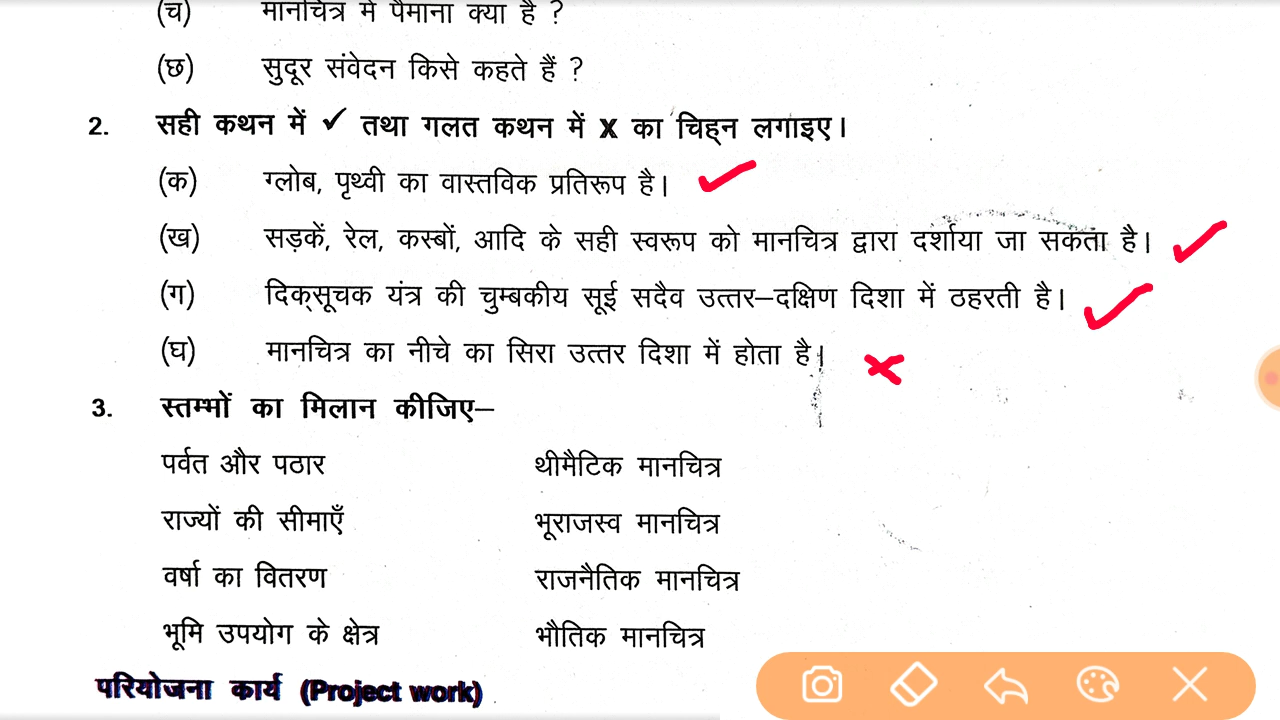 (च) मानचित्र में पैमाना क्या है ?
(छ) सुदूर संवेदन किसे कहते हैं ?
2. सही कथन में ✓ तथा गलत कथन में X का चिह्न लगाइए।
(क) ग्लोब, पृथ्वी का वास्तविक प्रतिरूप है। ✓
(ख) सड़कें, रेल, कस्बों, आदि के सही स्वरूप को मानचित्र द्वारा दर्शाया जा सकता है। ✓
(ग) दिक्सूचक यंत्र की चुम्बकीय सूई सदैव उत्तर–दक्षिण दिशा में ठहरती है। ✓
(घ) मानचित्र का नीचे का सिरा उत्तर दिशा में होता है। ✗
3. स्तम्भों का मिलान कीजिए–
पर्वत और पठार थीमैटिक मानचित्र
राज्यों की सीमाएँ भूराजस्व मानचित्र
वर्षा का वितरण राजनैतिक मानचित्र
भूमि उपयोग के क्षेत्र भौतिक मानचित्र
परियोजना कार्य (Project work)